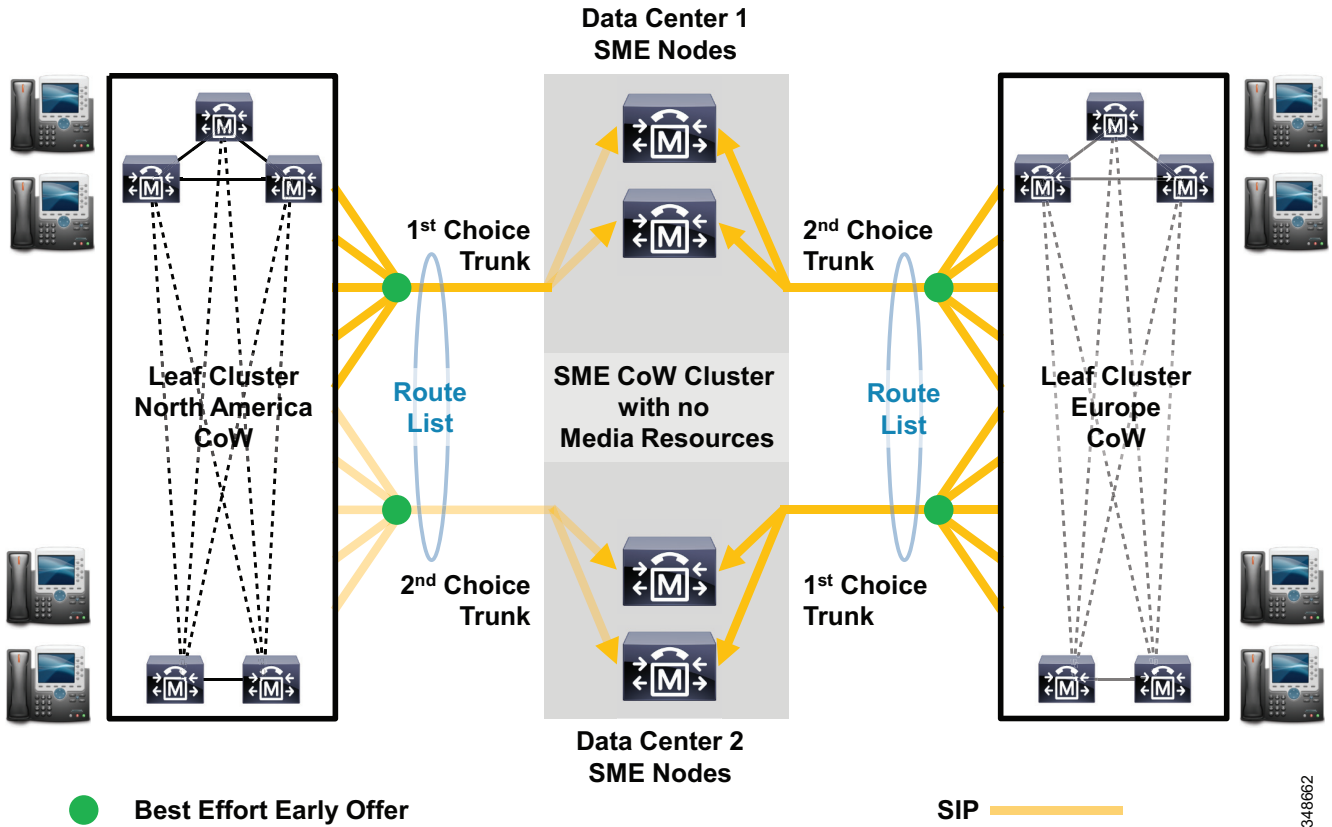 Data Center 1
SME Nodes
M
M
M
M
M
M
M
M
1st Choice
Trunk
2nd Choice
Trunk
Leaf Cluster
North America
CoW
Route
List
SME CoW Cluster
with no
Media Resources
Route
List
Leaf Cluster
Europe
CoW
2nd Choice
Trunk
M
1st Choice
Trunk
M
M
M
M
M
Data Center 2
SME Nodes
Best Effort Early Offer
SIP
348662